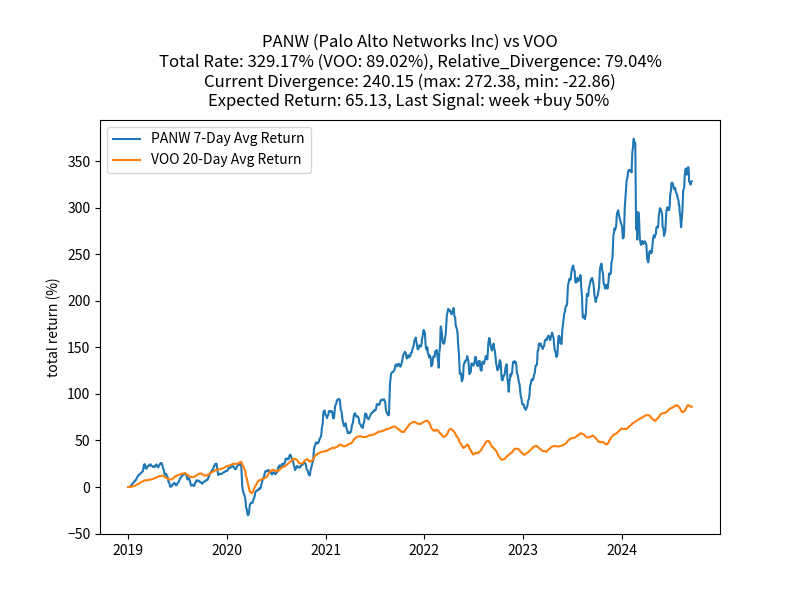 PANW (Palo Alto Networks Inc) vs VOO
Total Rate: 329.17% (VOO: 89.02%), Relative_Divergence: 79.04%
Current Divergence: 240.15 (max: 272.38, min: -22.86)
Expected Return: 65.13, Last Signal: week +buy 50%
PANW 7-Day Avg Return
VOO 20-Day Avg Return
total return (%)
350
300
250
200
150
100
50
0
−50
2019
2020
2021
2022
2023
2024